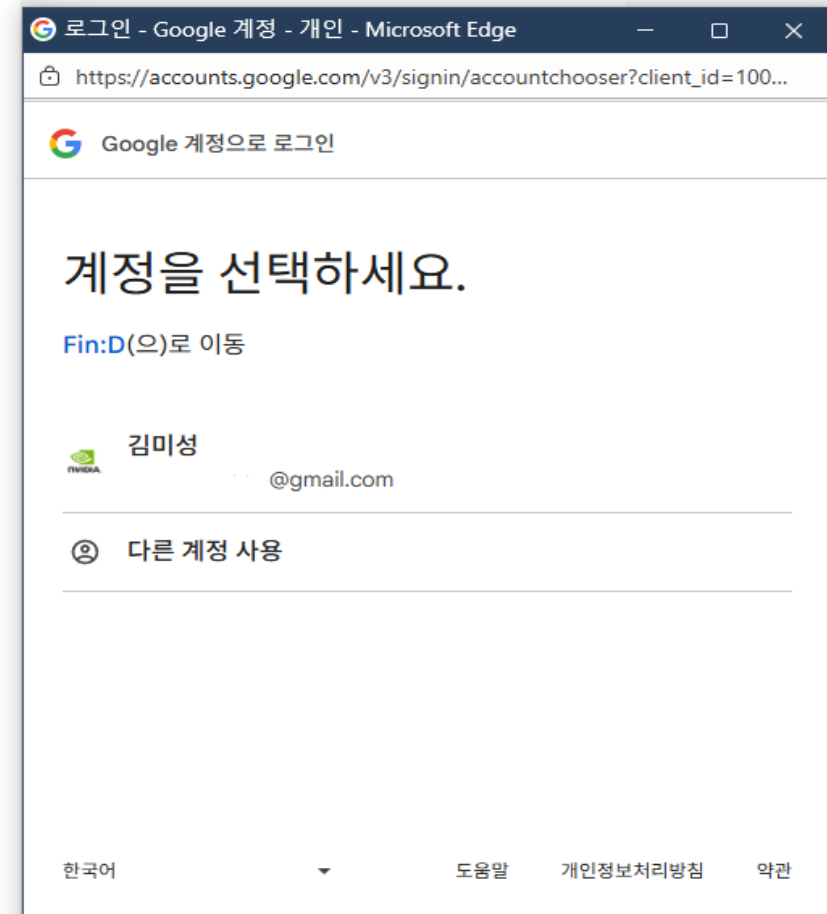 로그인 - Google 계정 - 개인 - Microsoft Edge
https://accounts.google.com/v3/signin/accountchooser?client_id=100...
Google 계정으로 로그인
계정을 선택하세요.
Fin:D(으)로 이동
김미성
NVIDIA.
@gmail.com
다른 계정 사용
한국어 도움말 개인정보처리방침 약관